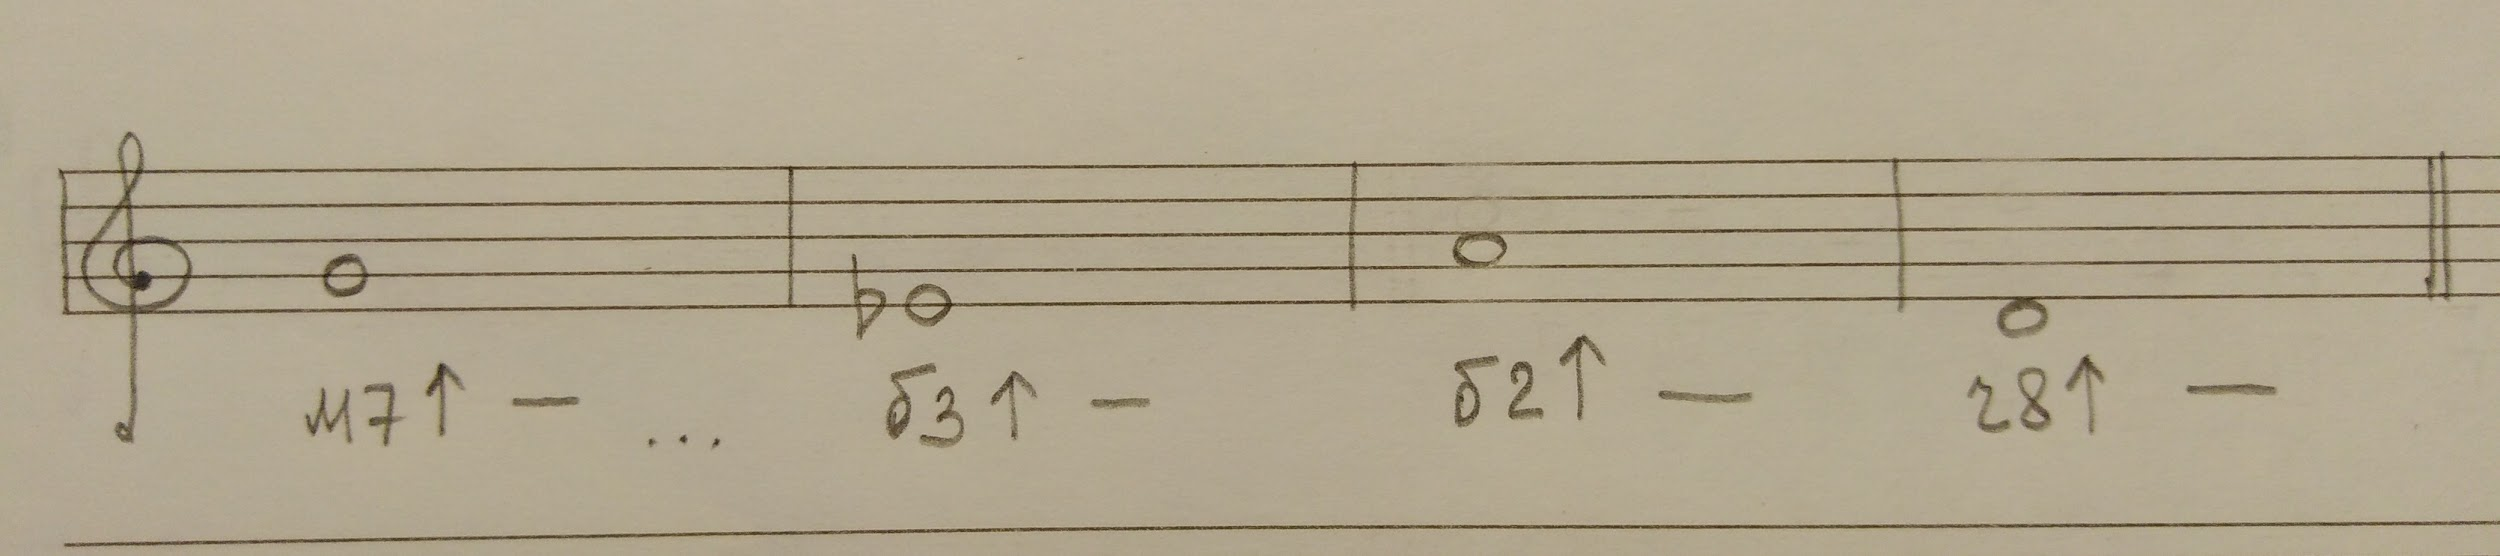 м7↑ — ... б3↑ — б2↑ — ч8↑ —